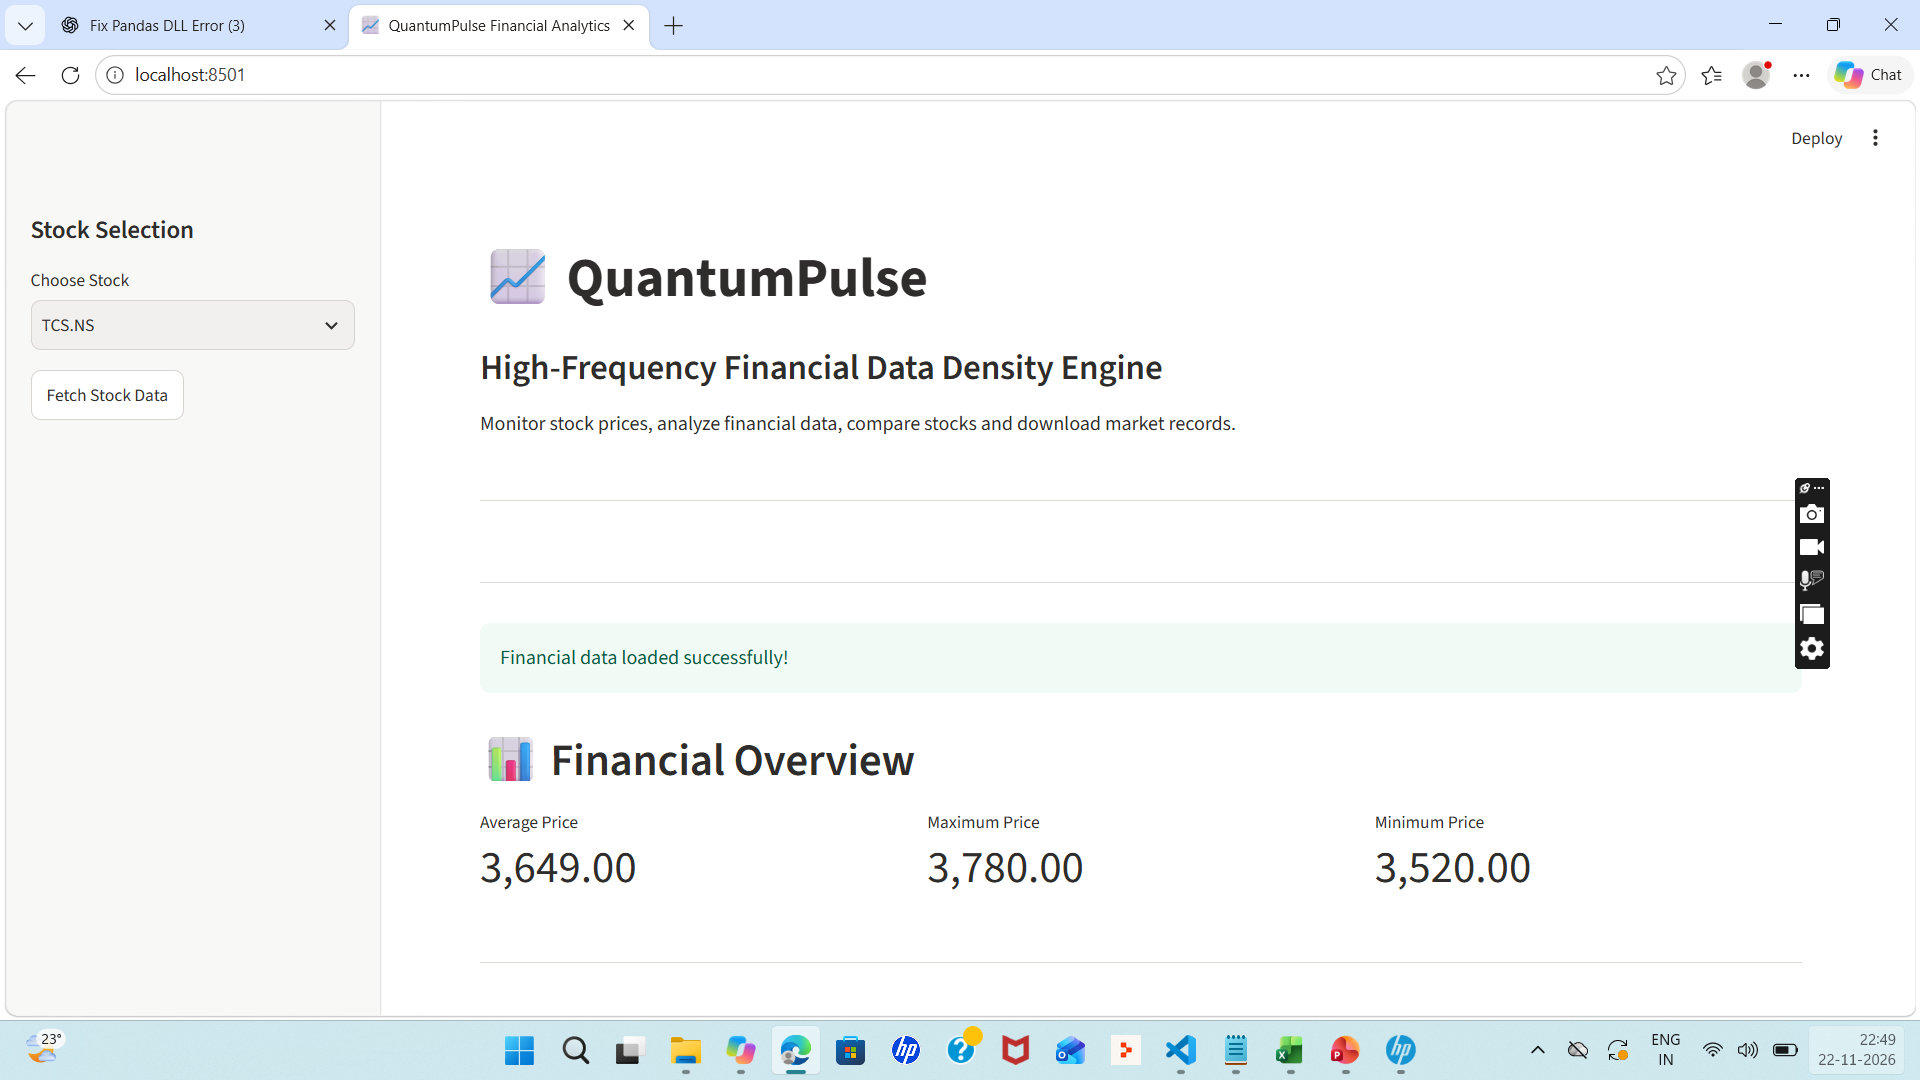 Fix Pandas DLL Error (3)
QuantumPulse Financial Analytics
localhost:8501
Chat
Deploy
Stock Selection
Choose Stock
TCS.NS
Fetch Stock Data
QuantumPulse
High-Frequency Financial Data Density Engine
Monitor stock prices, analyze financial data, compare stocks and download market records.
Financial data loaded successfully!
Financial Overview
Average Price
3,649.00
Maximum Price
3,780.00
Minimum Price
3,520.00
23°
ENG
IN
22:49
22-11-2026